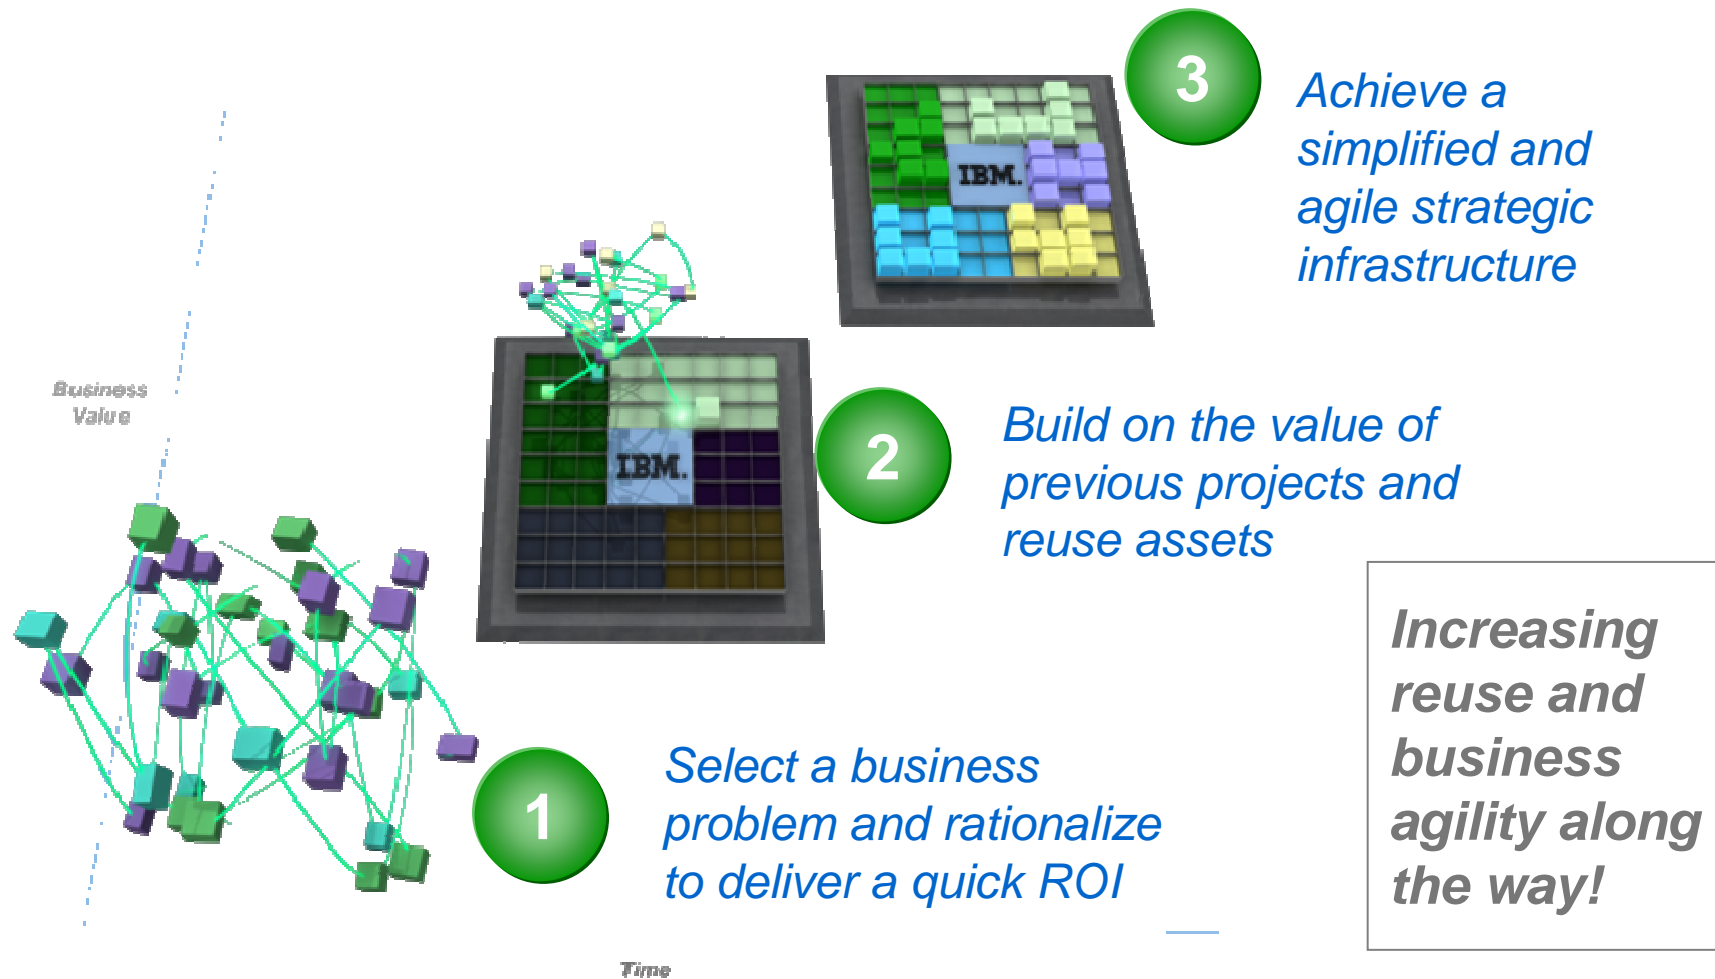 3
Achieve a
simplified and
agile strategic
infrastructure
IBM.
Business
Value
IBM.
2
Build on the value of
previous projects and
reuse assets
Increasing
reuse and
business
agility along
the way!
1
Select a business
problem and rationalize
to deliver a quick ROI
Time